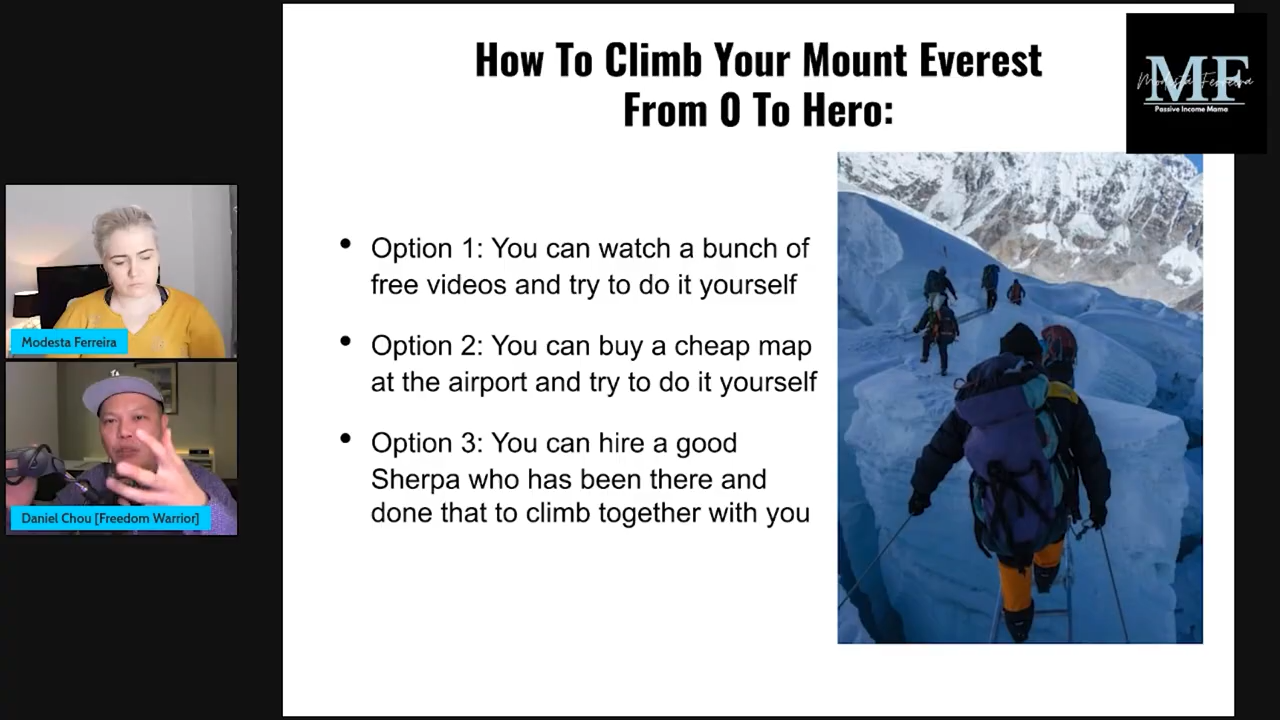 How To Climb Your Mount Everest
From 0 To Hero:
MF
Modesta Ferreira
Passive Income Mama
• Option 1: You can watch a bunch of
free videos and try to do it yourself
• Option 2: You can buy a cheap map
at the airport and try to do it yourself
• Option 3: You can hire a good
Sherpa who has been there and
done that to climb together with you
Modesta Ferreira
Daniel Chou [Freedom Warrior]